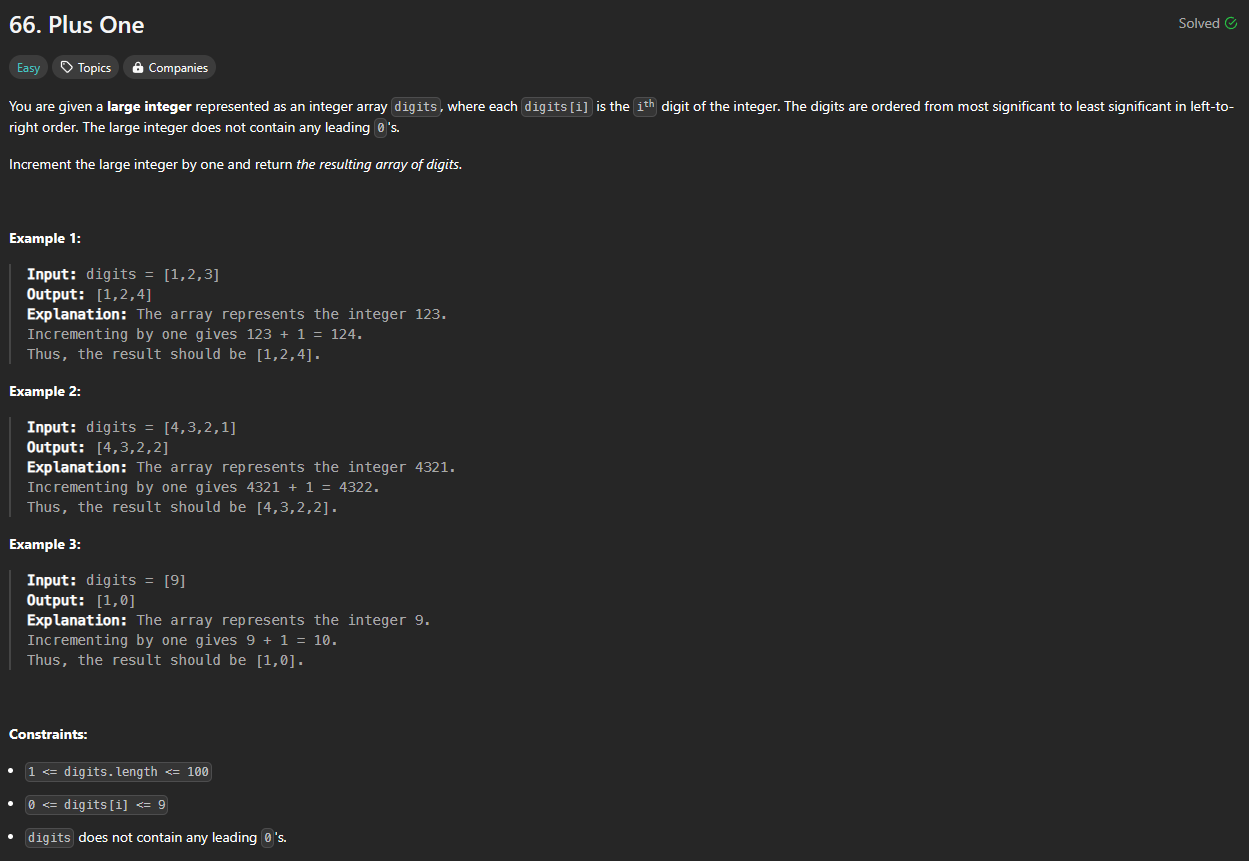 66. Plus One
Solved
Easy Topics Companies
You are given a large integer represented as an integer array digits, where each digits[i] is the ith digit of the integer. The digits are ordered from most significant to least significant in left-to-
right order. The large integer does not contain any leading 0's.
Increment the large integer by one and return the resulting array of digits.
Example 1:
Input: digits = [1,2,3]
Output: [1,2,4]
Explanation: The array represents the integer 123.
Incrementing by one gives 123 + 1 = 124.
Thus, the result should be [1,2,4].
Example 2:
Input: digits = [4,3,2,1]
Output: [4,3,2,2]
Explanation: The array represents the integer 4321.
Incrementing by one gives 4321 + 1 = 4322.
Thus, the result should be [4,3,2,2].
Example 3:
Input: digits = [9]
Output: [1,0]
Explanation: The array represents the integer 9.
Incrementing by one gives 9 + 1 = 10.
Thus, the result should be [1,0].
Constraints:
• 1 <= digits.length <= 100
• 0 <= digits[i] <= 9
• digits does not contain any leading 0's.